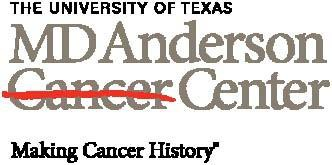 THE UNIVERSITY OF TEXAS
MD Anderson
Cancer Center
Making Cancer History®